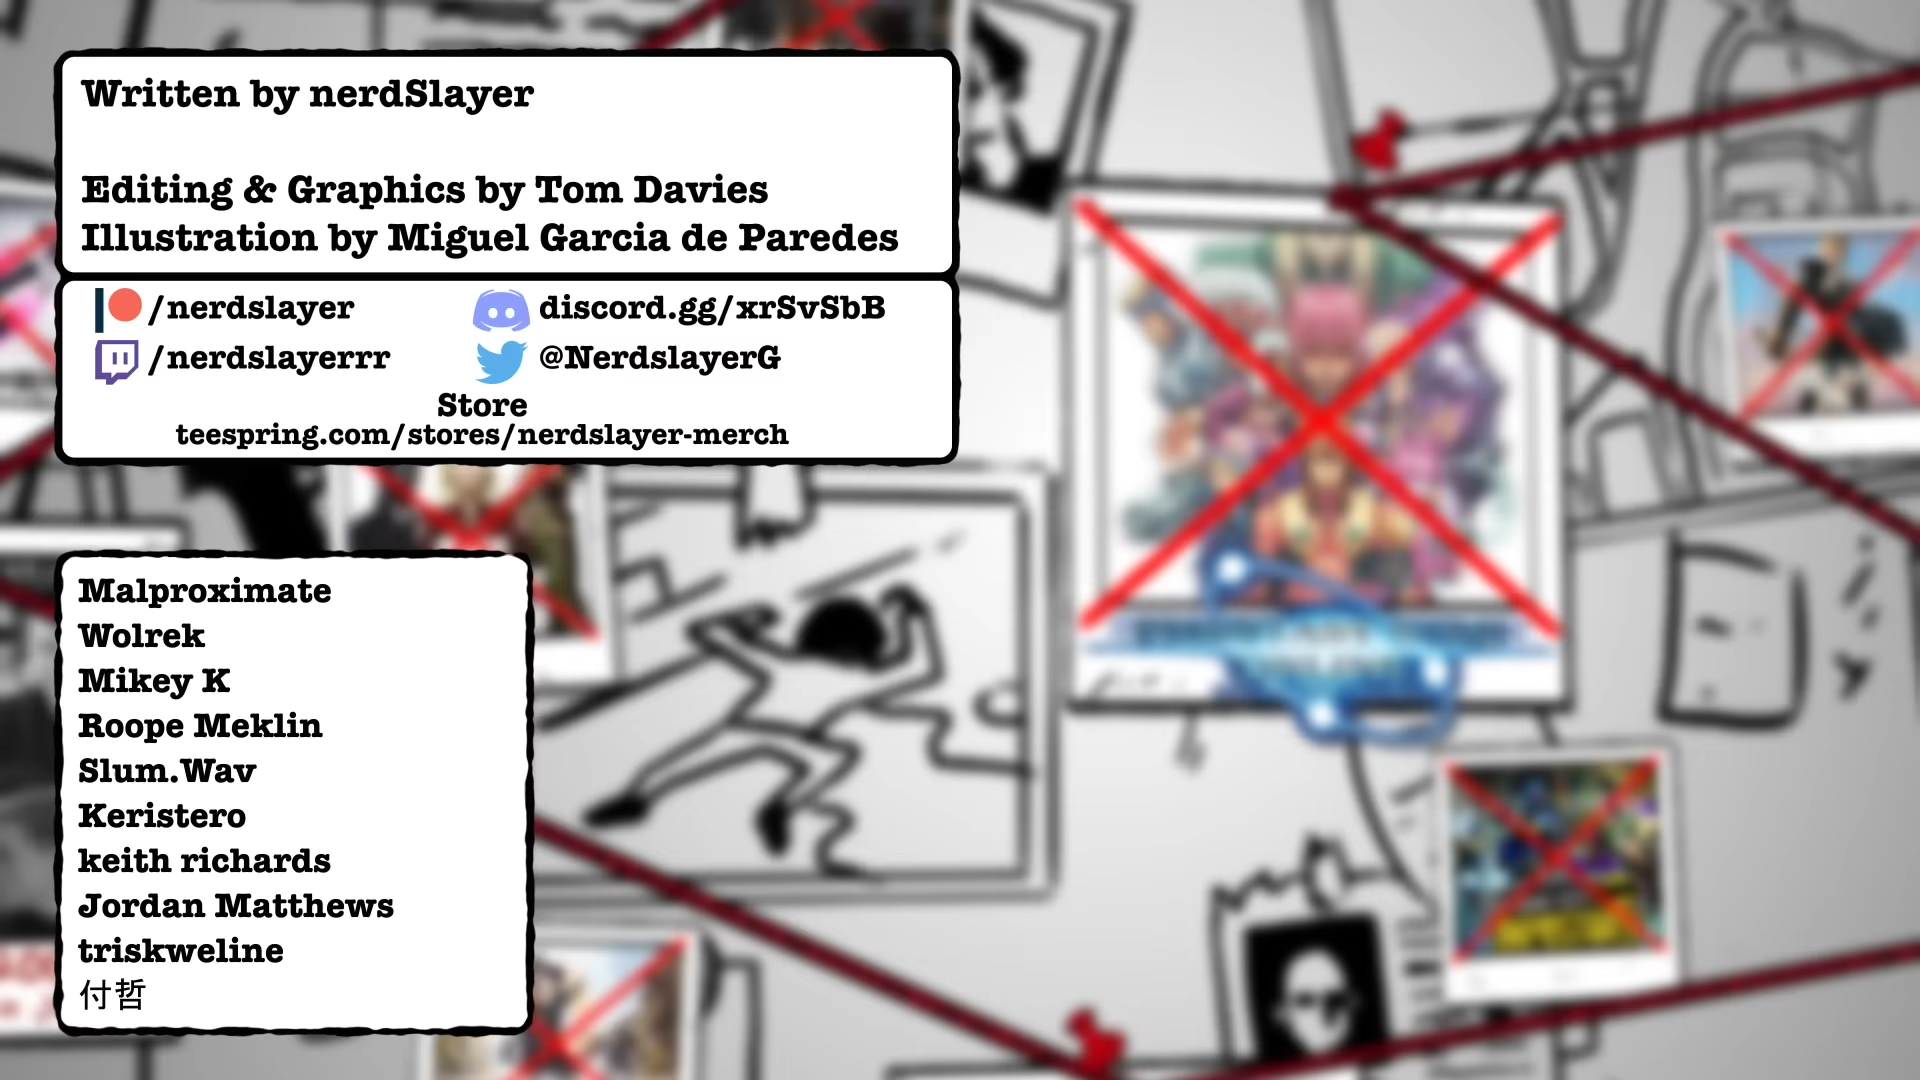 Written by nerdSlayer
Editing & Graphics by Tom Davies
Illustration by Miguel Garcia de Paredes
/nerdslayer
discord.gg/xrSvSbB
/nerdslayerrr
@NerdslayerG
Store
teespring.com/stores/nerdslayer-merch
Malproximate
Wolrek
Mikey K
Roope Meklin
Slum.Wav
Keristero
keith richards
Jordan Matthews
triskweline
付哲